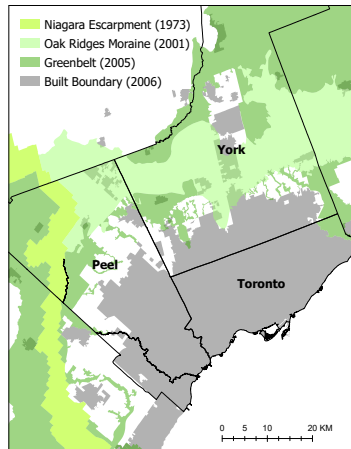 Niagara Escarpment (1973)
Oak Ridges Moraine (2001)
Greenbelt (2005)
Built Boundary (2006)
York
Peel
Toronto
0 5 10 20 KM